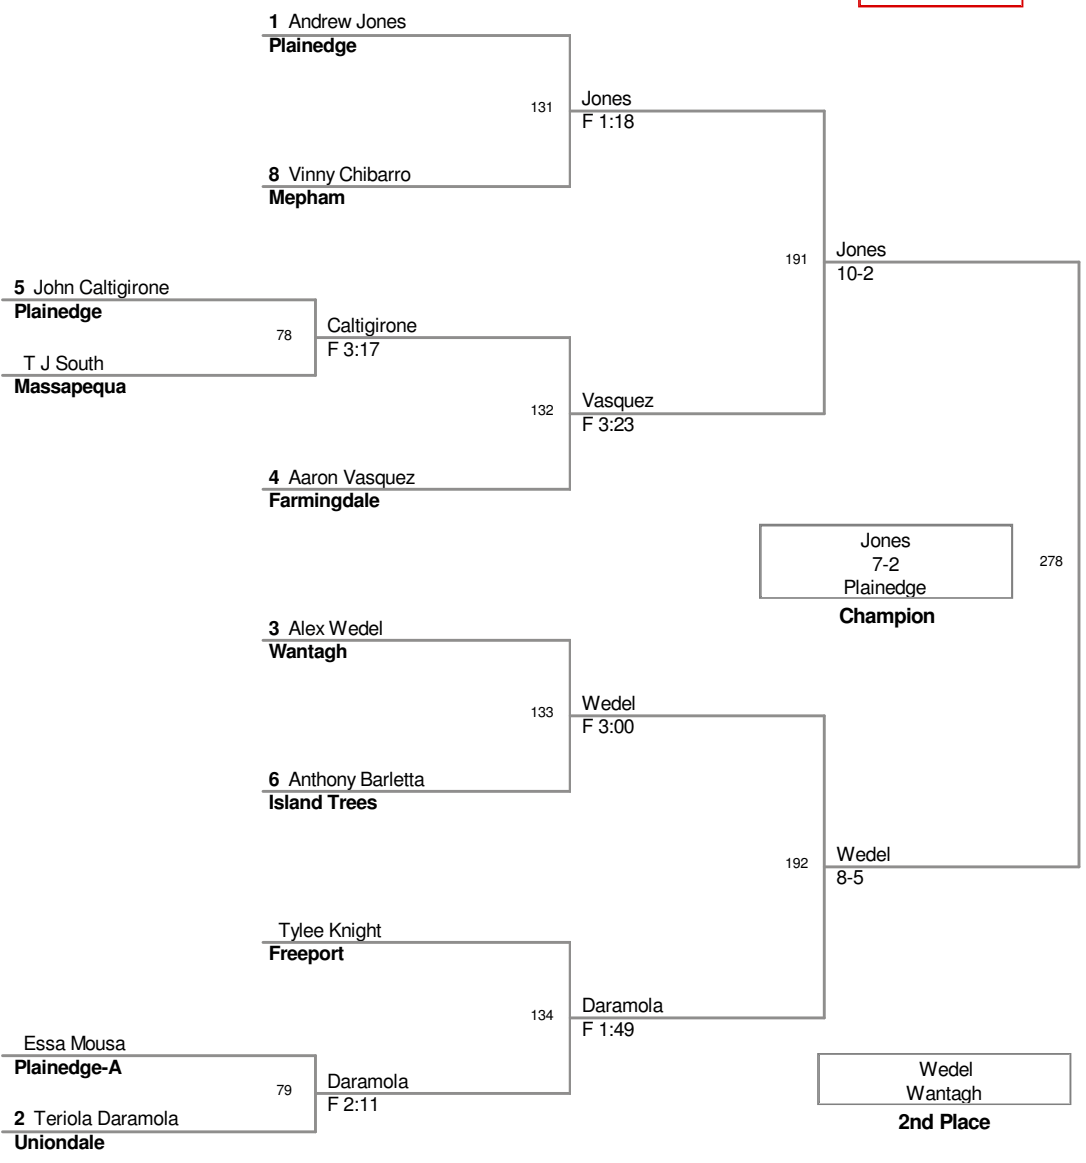 1 Andrew Jones
Plainedge
131
Jones
F 1:18
8 Vinny Chibarro
Mepham
191
Jones
10-2
5 John Caltigirone
Plainedge
78
Caltigirone
F 3:17
T J South
Massapequa
132
Vasquez
F 3:23
4 Aaron Vasquez
Farmingdale
Jones
7-2
Plainedge
Champion
278
3 Alex Wedel
Wantagh
133
Wedel
F 3:00
6 Anthony Barletta
Island Trees
192
Wedel
8-5
Tylee Knight
Freeport
134
Daramola
F 1:49
Essa Mousa
Plainedge-A
79
Daramola
F 2:11
2 Teriola Daramola
Uniondale
Wedel
Wantagh
2nd Place